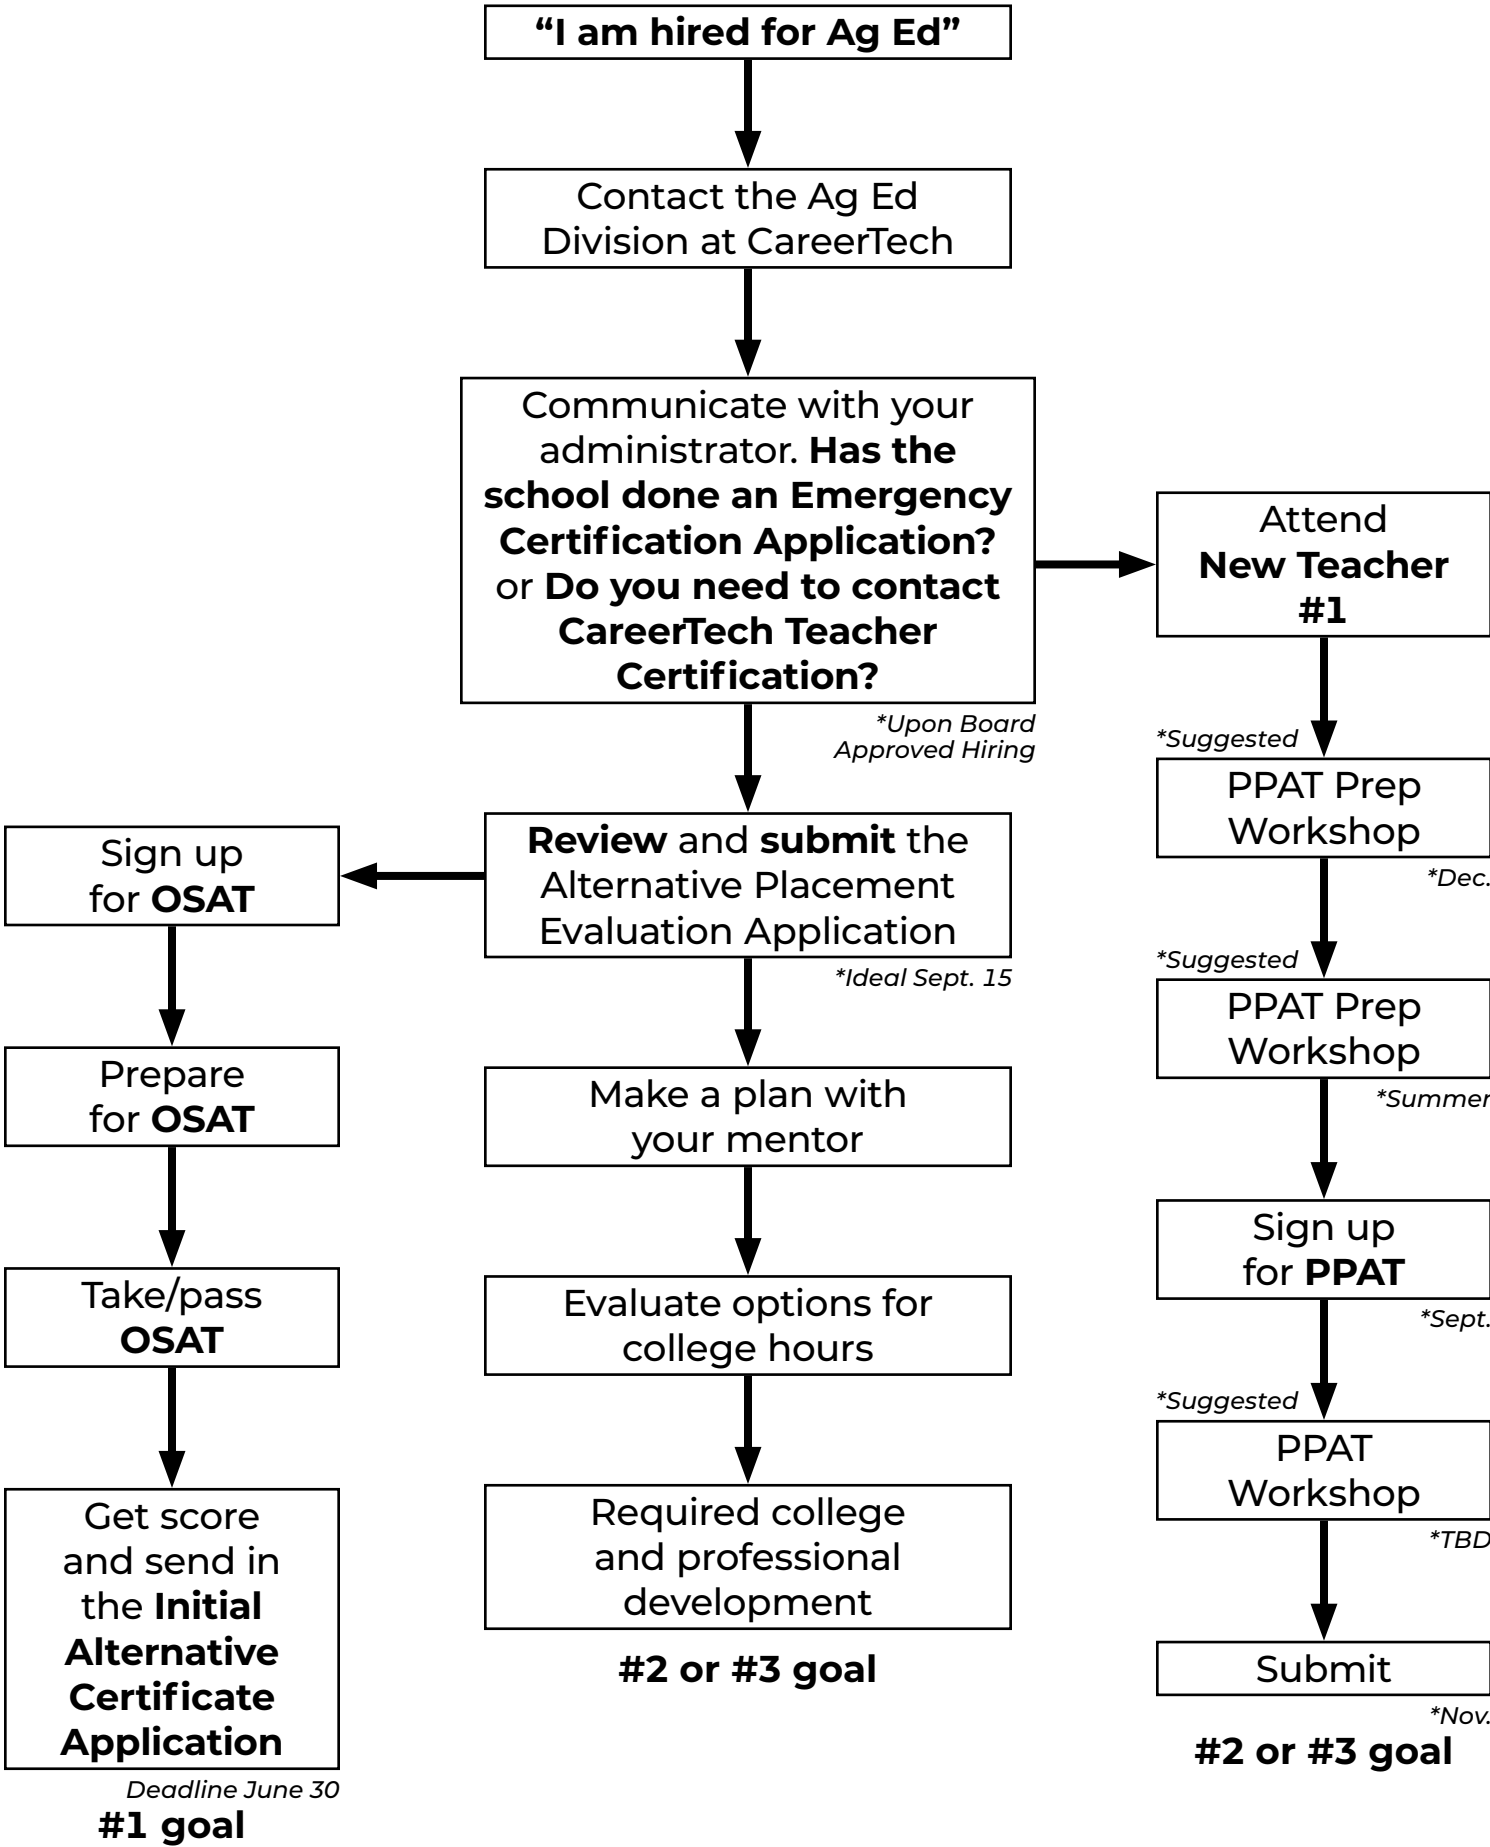 “I am hired for Ag Ed”
Contact the Ag Ed
Division at CareerTech
Communicate with your
administrator. Has the
school done an Emergency
Certification Application?
or Do you need to contact
CareerTech Teacher
Certification?
*Upon Board
Approved Hiring
Review and submit the
Alternative Placement
Evaluation Application
*Ideal Sept. 15
Make a plan with
your mentor
Evaluate options for
college hours
Required college
and professional
development
#2 or #3 goal
Sign up
for OSAT
Prepare
for OSAT
Take/pass
OSAT
Get score
and send in
the Initial
Alternative
Certificate
Application
Deadline June 30
#1 goal
Attend
New Teacher
#1
*Suggested
PPAT Prep
Workshop
*Dec.
*Suggested
PPAT Prep
Workshop
*Summer
Sign up
for PPAT
*Sept.
*Suggested
PPAT
Workshop
*TBD
Submit
*Nov.
#2 or #3 goal